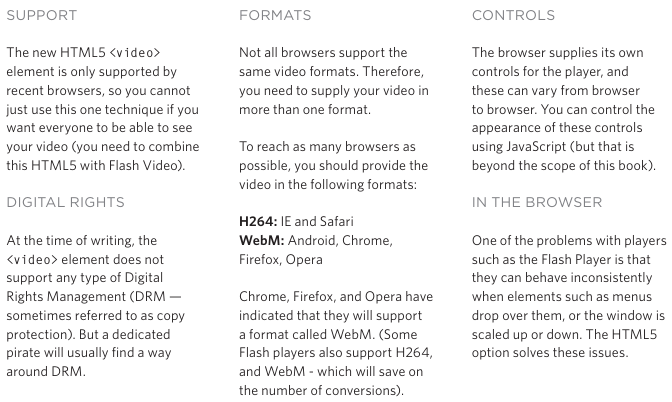 SUPPORT
The new HTML5 <video>
element is only supported by
recent browsers, so you cannot
just use this one technique if you
want everyone to be able to see
your video (you need to combine
this HTML5 with Flash Video).
DIGITAL RIGHTS
At the time of writing, the
<video> element does not
support any type of Digital
Rights Management (DRM —
sometimes referred to as copy
protection). But a dedicated
pirate will usually find a way
around DRM.
FORMATS
Not all browsers support the
same video formats. Therefore,
you need to supply your video in
more than one format.
To reach as many browsers as
possible, you should provide the
video in the following formats:
H264: IE and Safari
WebM: Android, Chrome,
Firefox, Opera
Chrome, Firefox, and Opera have
indicated that they will support
a format called WebM. (Some
Flash players also support H264,
and WebM - which will save on
the number of conversions).
CONTROLS
The browser supplies its own
controls for the player, and
these can vary from browser
to browser. You can control the
appearance of these controls
using JavaScript (but that is
beyond the scope of this book).
IN THE BROWSER
One of the problems with players
such as the Flash Player is that
they can behave inconsistently
when elements such as menus
drop over them, or the window is
scaled up or down. The HTML5
option solves these issues.